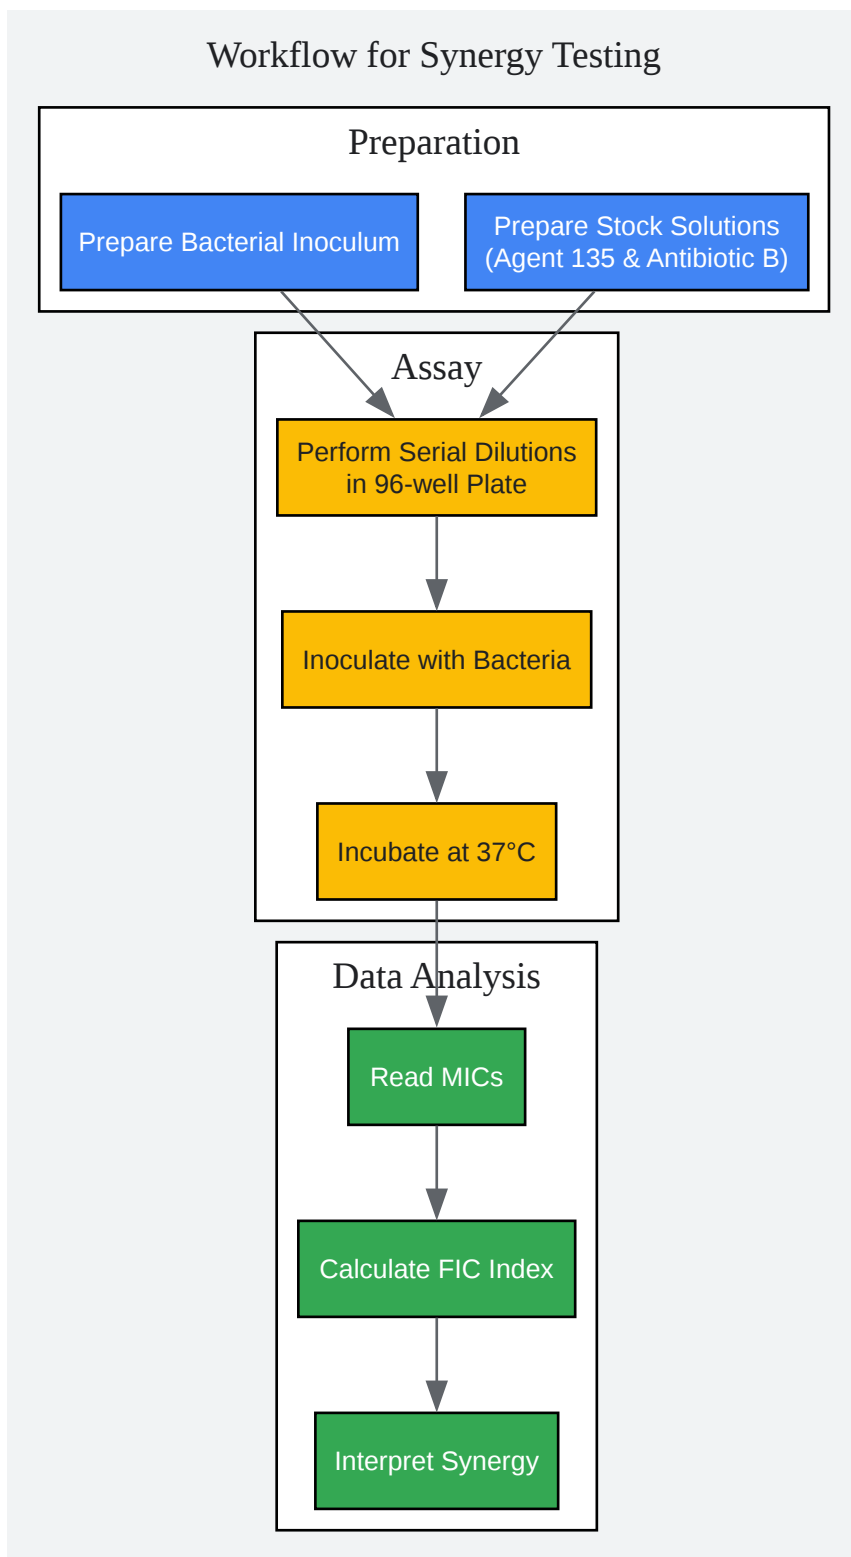 Workflow for Synergy Testing
Preparation
Prepare Bacterial Inoculum
Prepare Stock Solutions
(Agent 135 & Antibiotic B)
Assay
Perform Serial Dilutions
in 96-well Plate
Inoculate with Bacteria
Incubate at 37°C
Data Analysis
Read MICs
Calculate FIC Index
Interpret Synergy